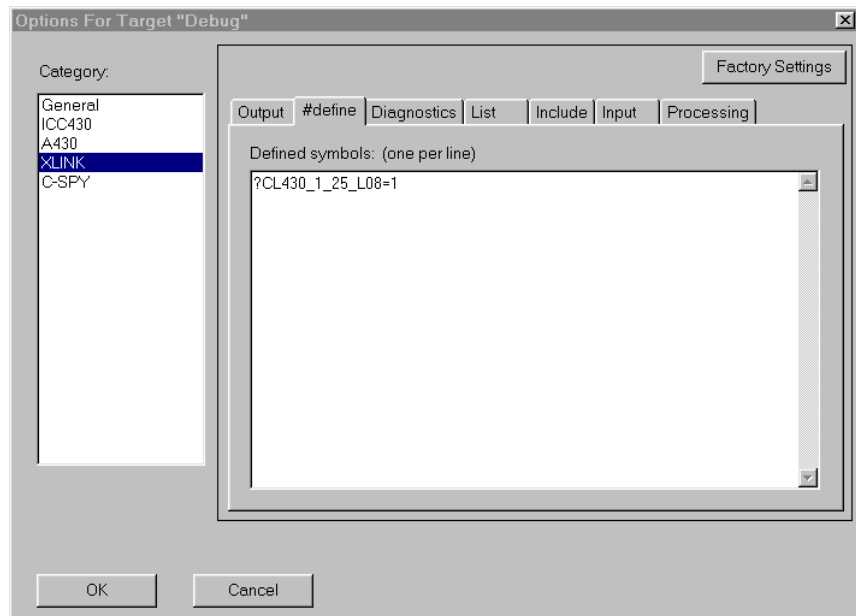 Options For Target "Debug"
Category:
General
ICC430
A430
XLINK
C-SPY
Factory Settings
Output #define Diagnostics List Include Input Processing
Defined symbols: (one per line)
?CL430_1_25_L08=1
OK Cancel